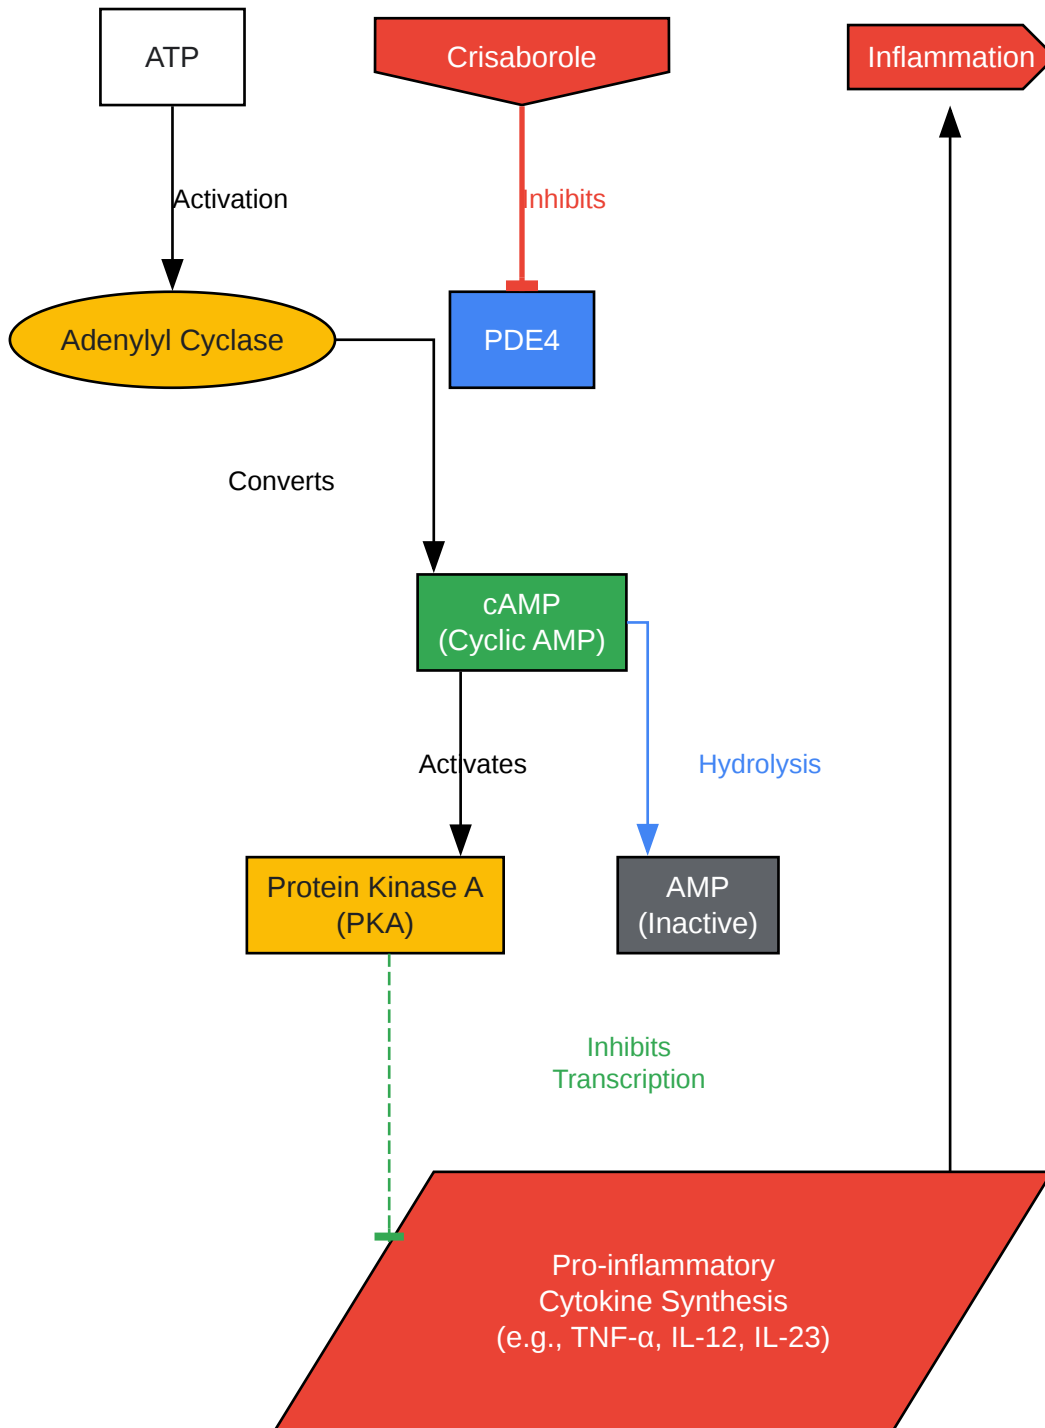 ATP
Crisaborole
Inflammation
Activation
Inhibits
Adenylyl Cyclase
PDE4
Converts
cAMP
(Cyclic AMP)
Activates
Hydrolysis
Protein Kinase A
(PKA)
AMP
(Inactive)
Inhibits
Transcription
Pro-inflammatory
Cytokine Synthesis
(e.g., TNF-α, IL-12, IL-23)